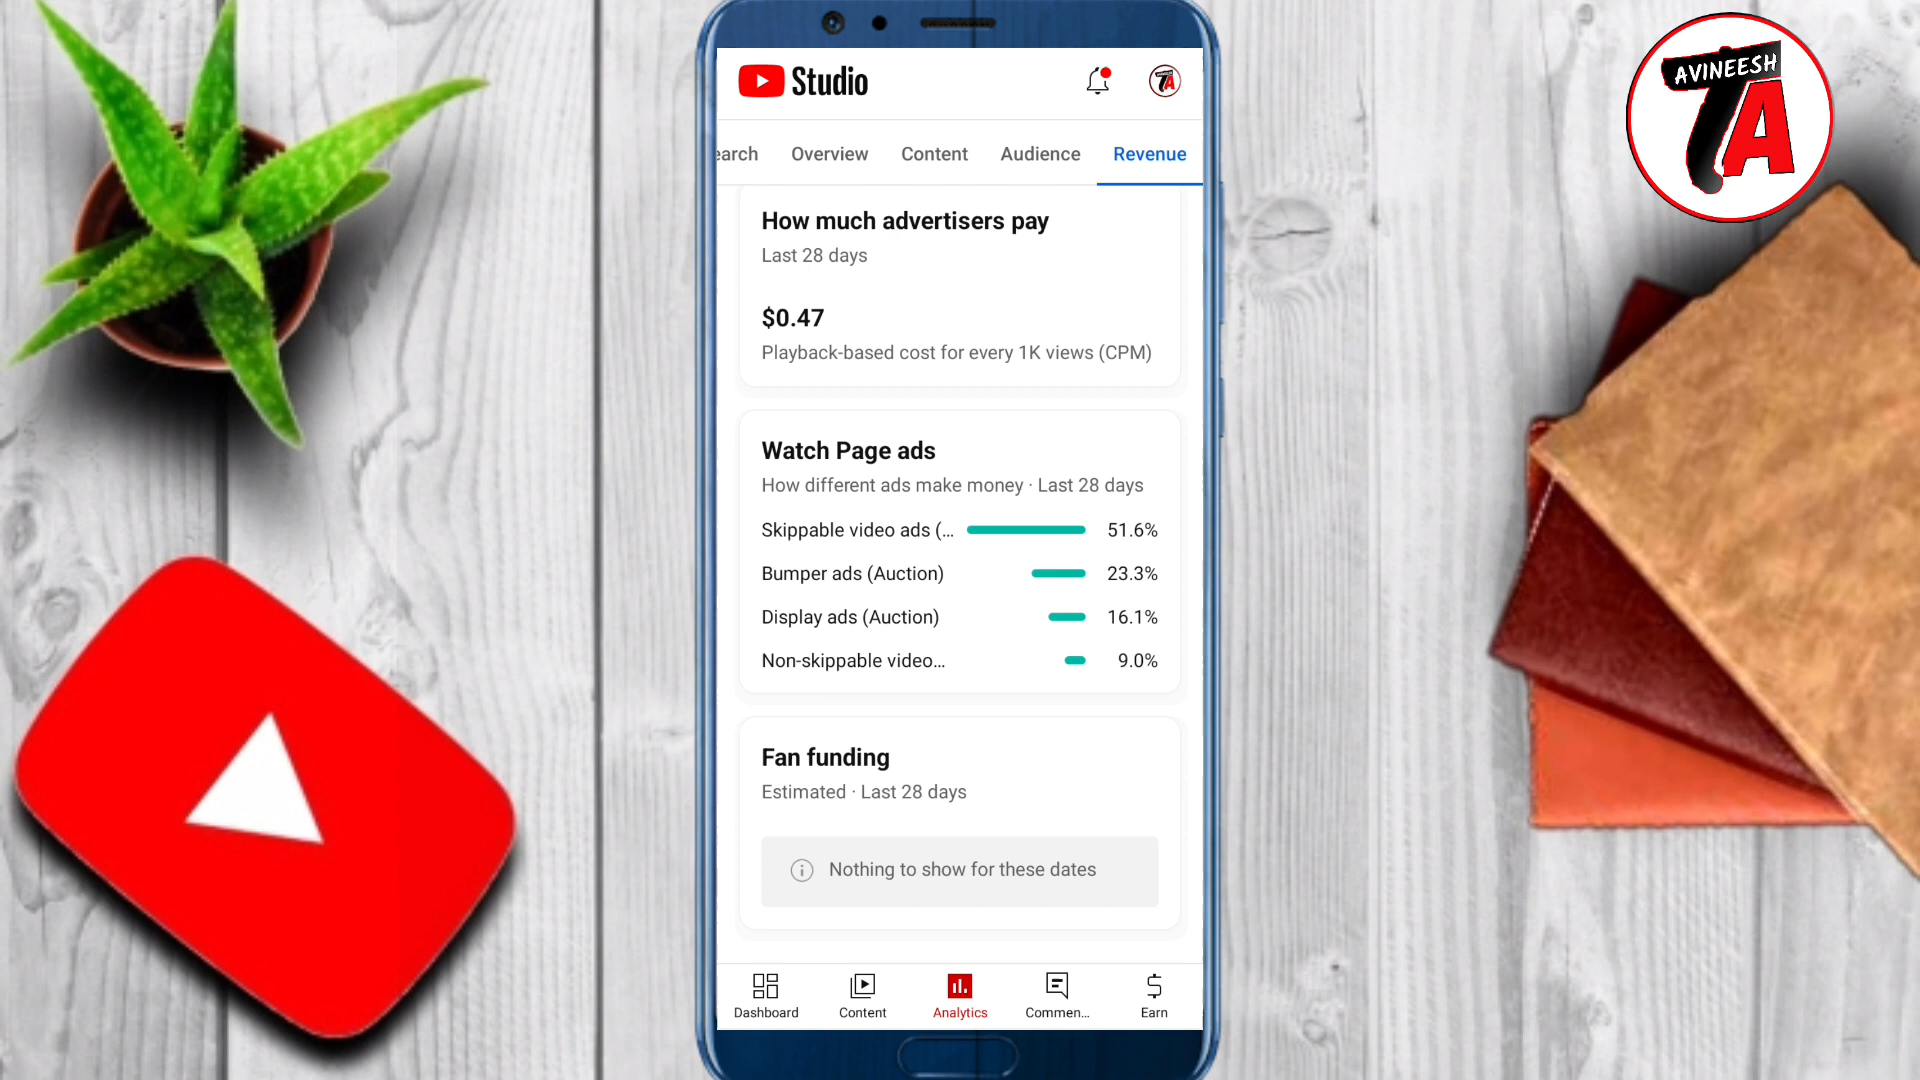 Studio
AVINEESH
TA
earch Overview Content Audience Revenue
How much advertisers pay
Last 28 days
$0.47
Playback-based cost for every 1K views (CPM)
Watch Page ads
How different ads make money · Last 28 days
Skippable video ads (... 51.6%
Bumper ads (Auction) 23.3%
Display ads (Auction) 16.1%
Non-skippable video... 9.0%
Fan funding
Estimated · Last 28 days
Nothing to show for these dates
Dashboard Content Analytics Commen... Earn